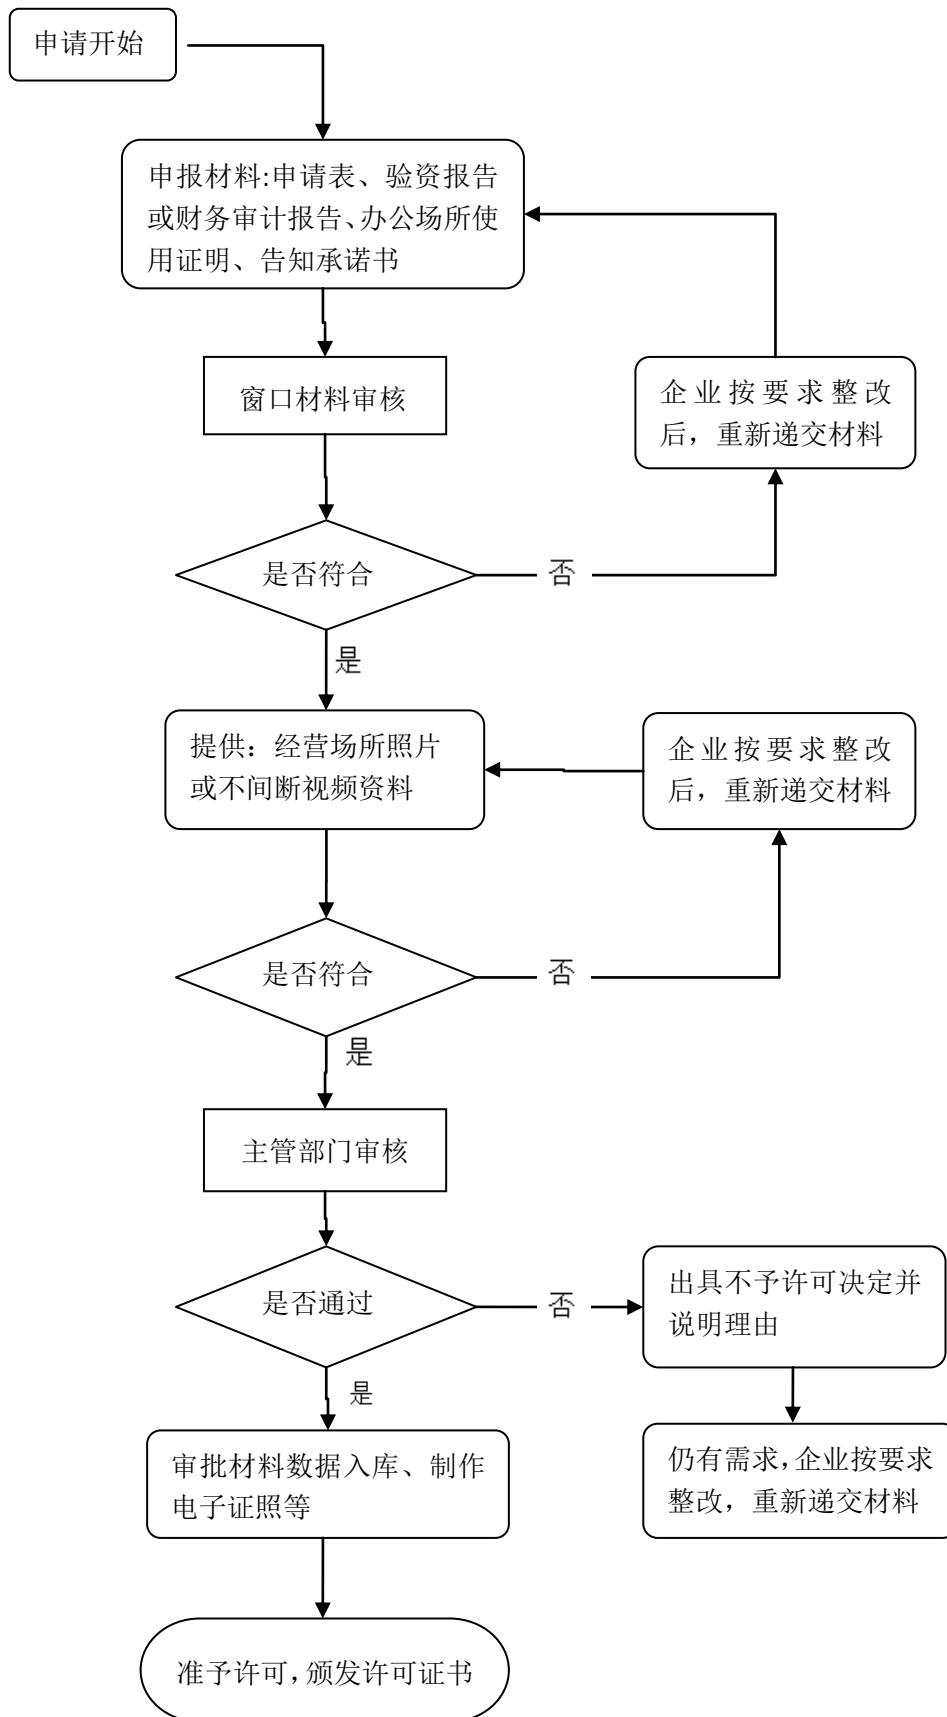 申请开始
申报材料:申请表、验资报告
或财务审计报告、办公场所使
用证明、告知承诺书
窗口材料审核
企业按要求整改
后，重新递交材料
是否符合
否
是
提供：经营场所照片
或不间断视频资料
企业按要求整改
后，重新递交材料
是否符合
否
是
主管部门审核
是否通过
否
出具不予许可决定并
说明理由
是
审批材料数据入库、制作
电子证照等
仍有需求，企业按要求
整改，重新递交材料
准予许可，颁发许可证书